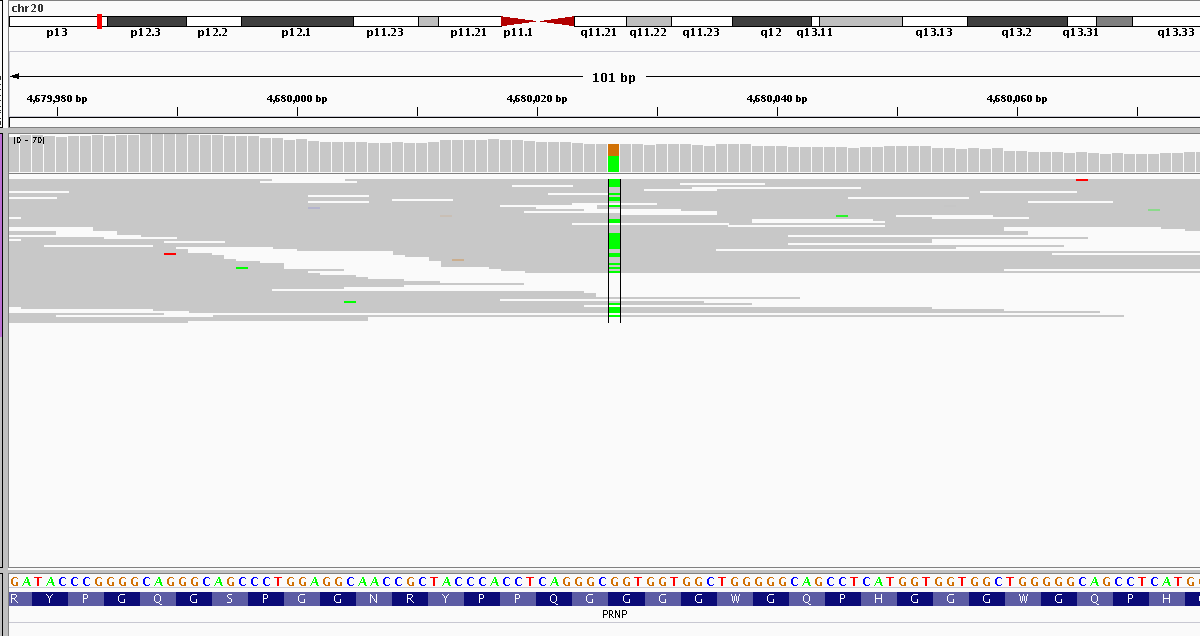 chr20
p13 p12.3 p12.2 p12.1 p11.23 p11.21 p11.1 q11.21 q11.22 q11.23 q12 q13.11 q13.13 q13.2 q13.31 q13.33
101 bp
4,679,980 bp 4,680,000 bp 4,680,020 bp 4,680,040 bp 4,680,060 bp
[0 - 70]
GATACCCGGGGCAGGGCAGCCCTGGAGGCAACCGCTACCCACCTCAGGGCGGTGGTGGCTGGGGGCAGCCTCATGGTGGTGGCTGGGGGCAGCCTCATG
R Y P G Q G S P G G N R Y P P Q G G G G W G Q P H G G G W G Q P H
PRNP